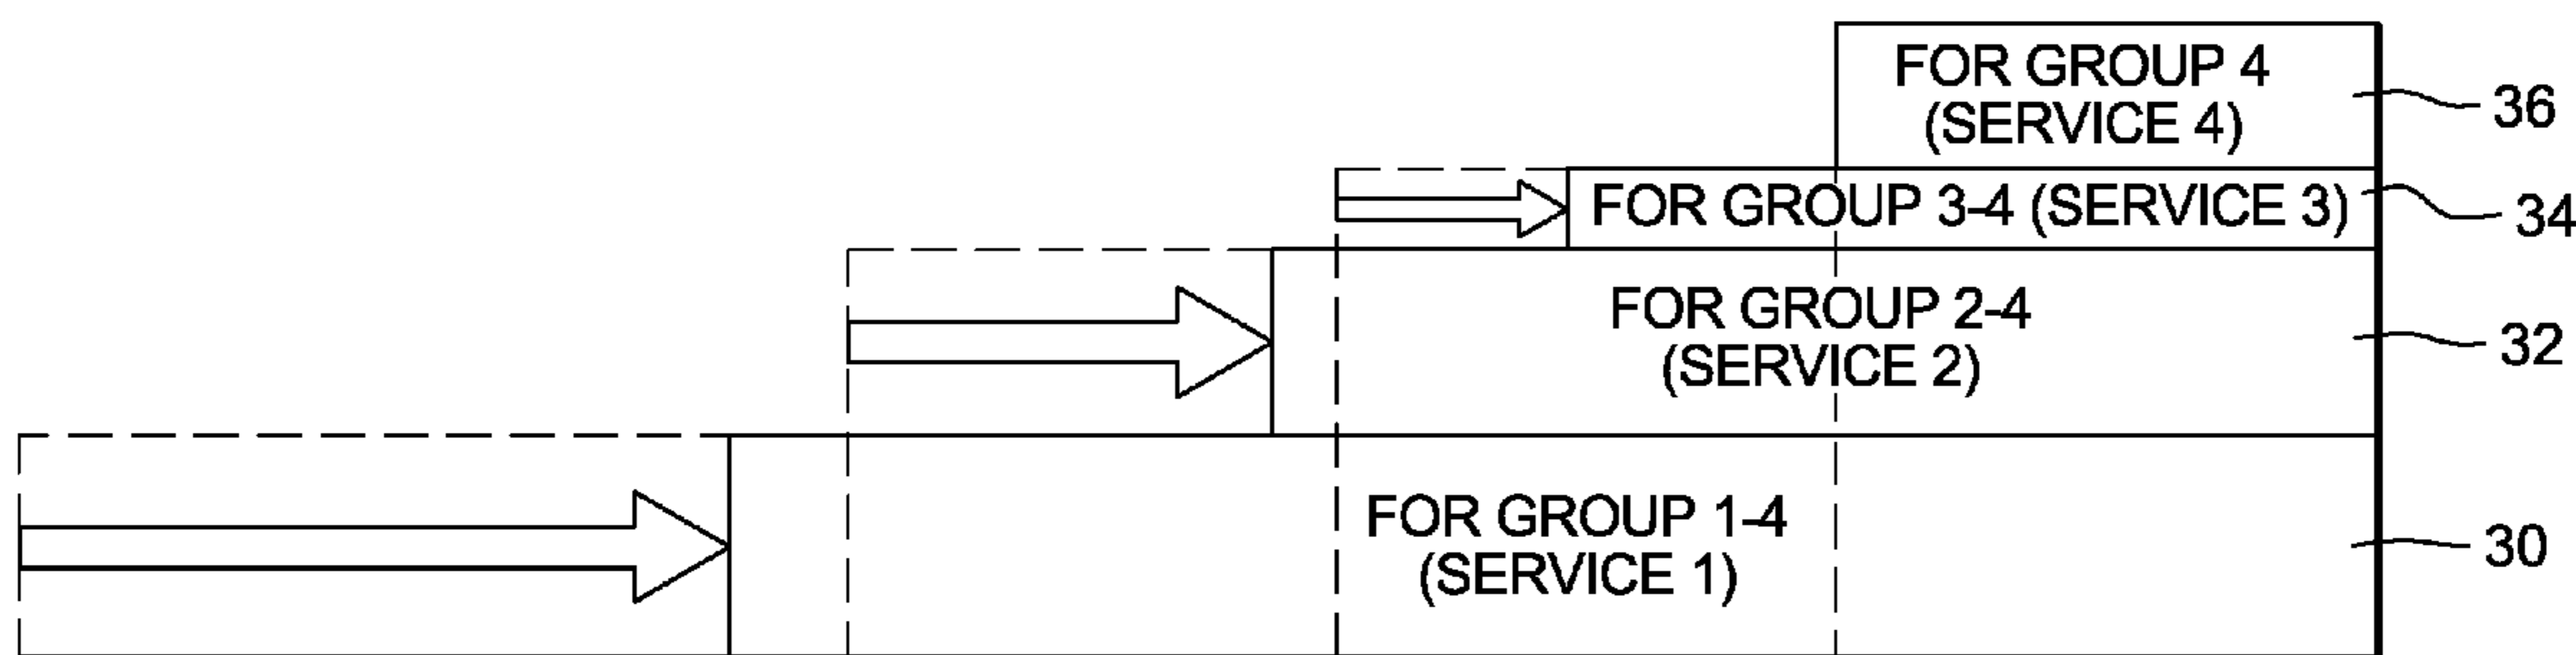 FOR GROUP 4
(SERVICE 4)
36
FOR GROUP 3-4 (SERVICE 3)
34
FOR GROUP 2-4
(SERVICE 2)
32
FOR GROUP 1-4
(SERVICE 1)
30